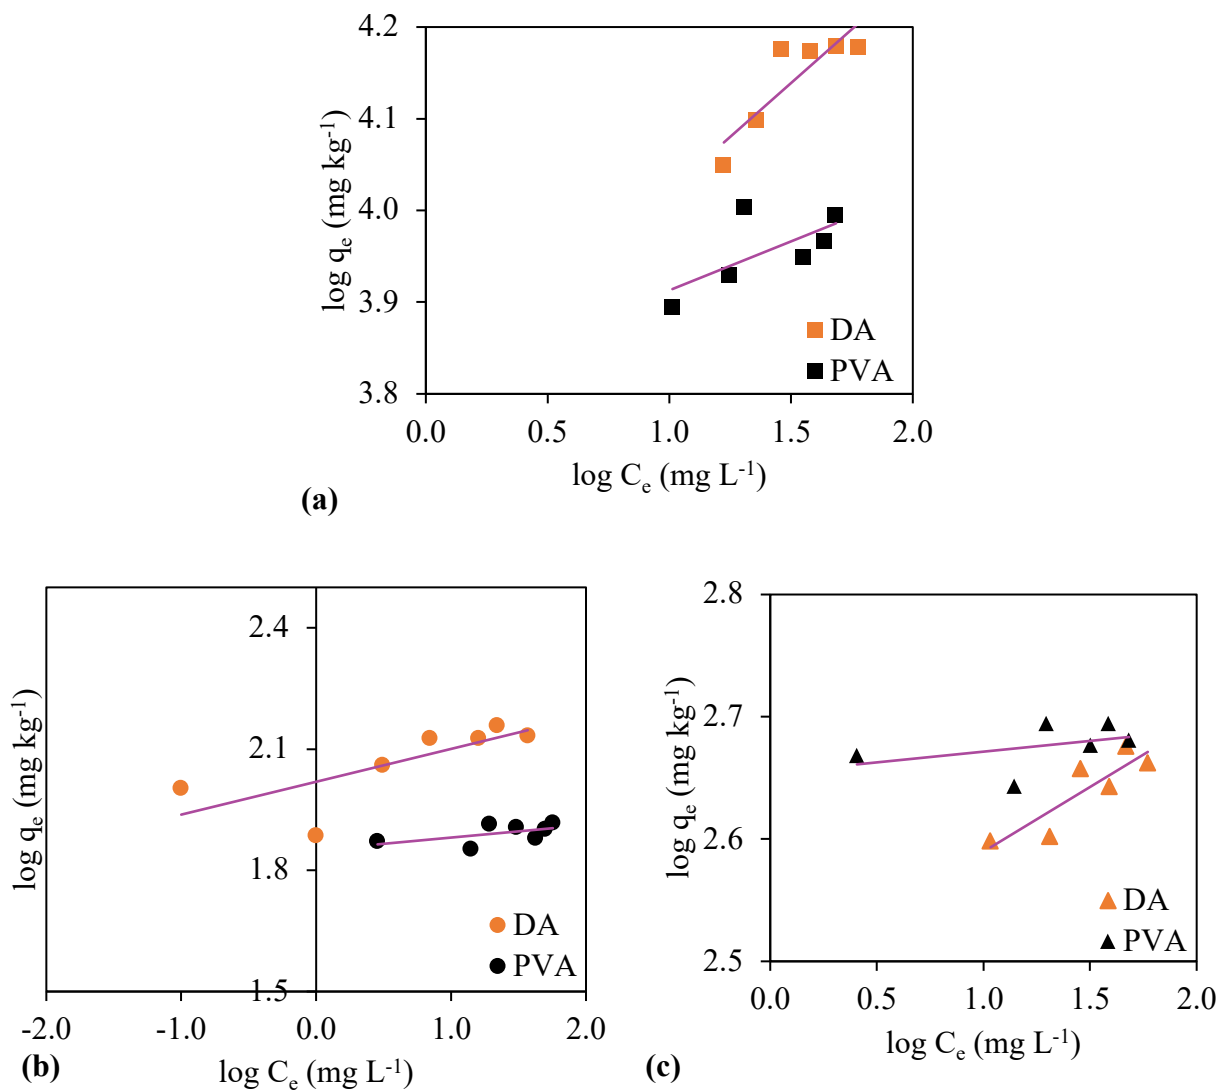 4.2
4.1
4.0
3.9
3.8
log qₑ (mg kg⁻¹)
DA
PVA
0.0 0.5 1.0 1.5 2.0
log Cₑ (mg L⁻¹)
(a)
2.4
2.1
1.8
1.5
log qₑ (mg kg⁻¹)
DA
PVA
-2.0 -1.0 0.0 1.0 2.0
log Cₑ (mg L⁻¹)
(b)
2.8
2.7
2.6
2.5
log qₑ (mg kg⁻¹)
DA
PVA
0.0 0.5 1.0 1.5 2.0
log Cₑ (mg L⁻¹)
(c)